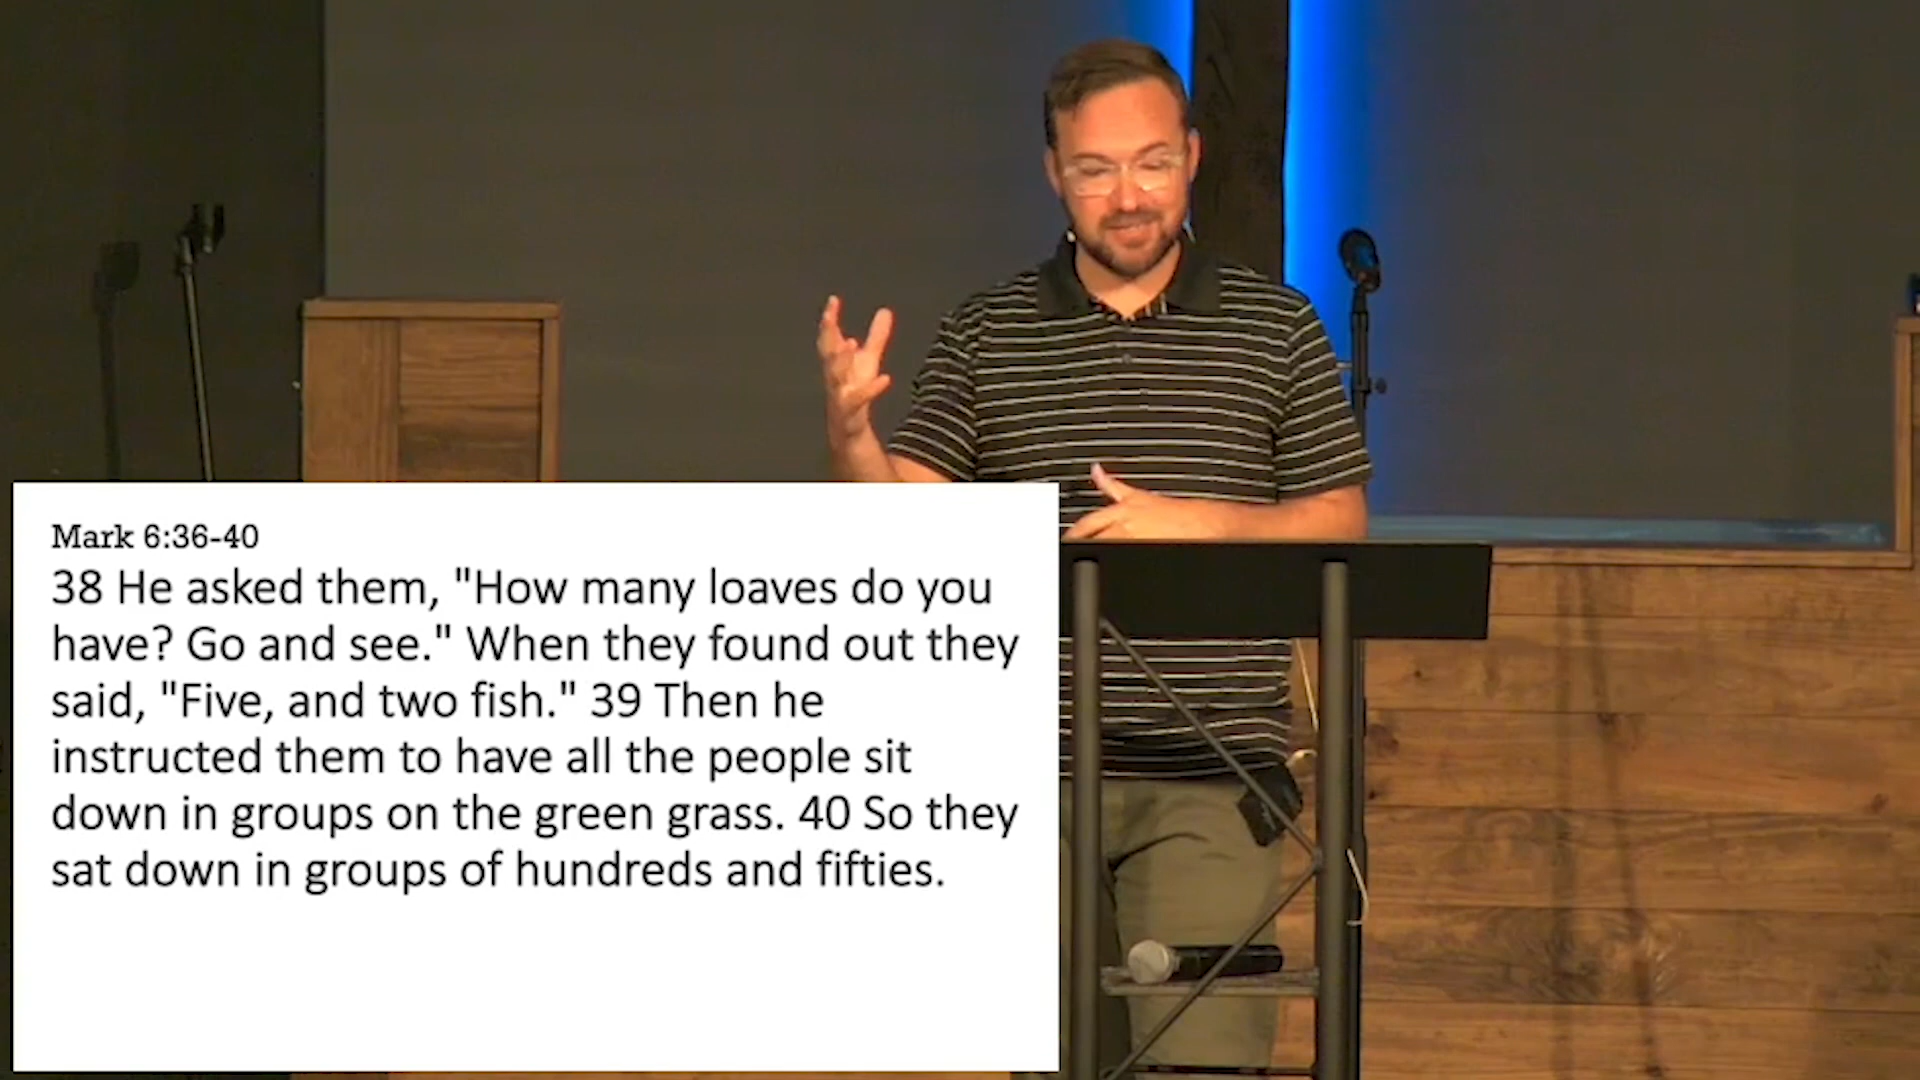 Mark 6:36-40
38 He asked them, "How many loaves do you
have? Go and see." When they found out they
said, "Five, and two fish." 39 Then he
instructed them to have all the people sit
down in groups on the green grass. 40 So they
sat down in groups of hundreds and fifties.